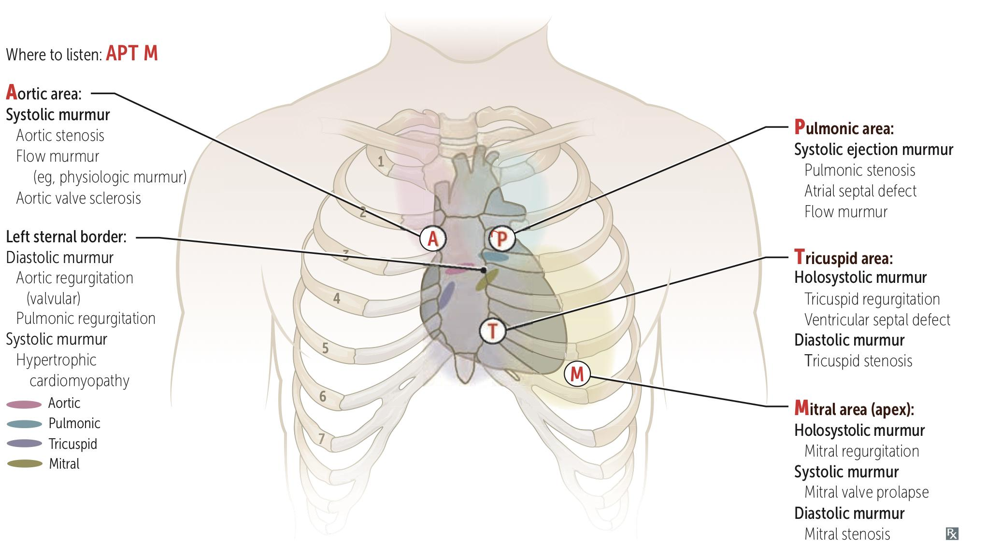 Where to listen: APT M
Aortic area:
Systolic murmur
Aortic stenosis
Flow murmur
(eg, physiologic murmur)
Aortic valve sclerosis
Left sternal border:
Diastolic murmur
Aortic regurgitation
(valvular)
Pulmonic regurgitation
Systolic murmur
Hypertrophic
cardiomyopathy
Aortic
Pulmonic
Tricuspid
Mitral
1
2
3
4
5
6
7
A
P
T
M
Pulmonic area:
Systolic ejection murmur
Pulmonic stenosis
Atrial septal defect
Flow murmur
Tricuspid area:
Holosystolic murmur
Tricuspid regurgitation
Ventricular septal defect
Diastolic murmur
Tricuspid stenosis
Mitral area (apex):
Holosystolic murmur
Mitral regurgitation
Systolic murmur
Mitral valve prolapse
Diastolic murmur
Mitral stenosis
Rx